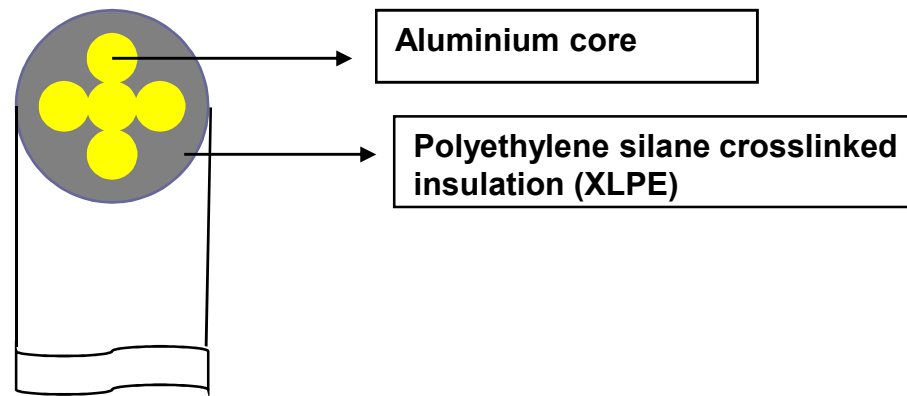 Aluminium core
Polyethylene silane crosslinked
insulation (XLPE)